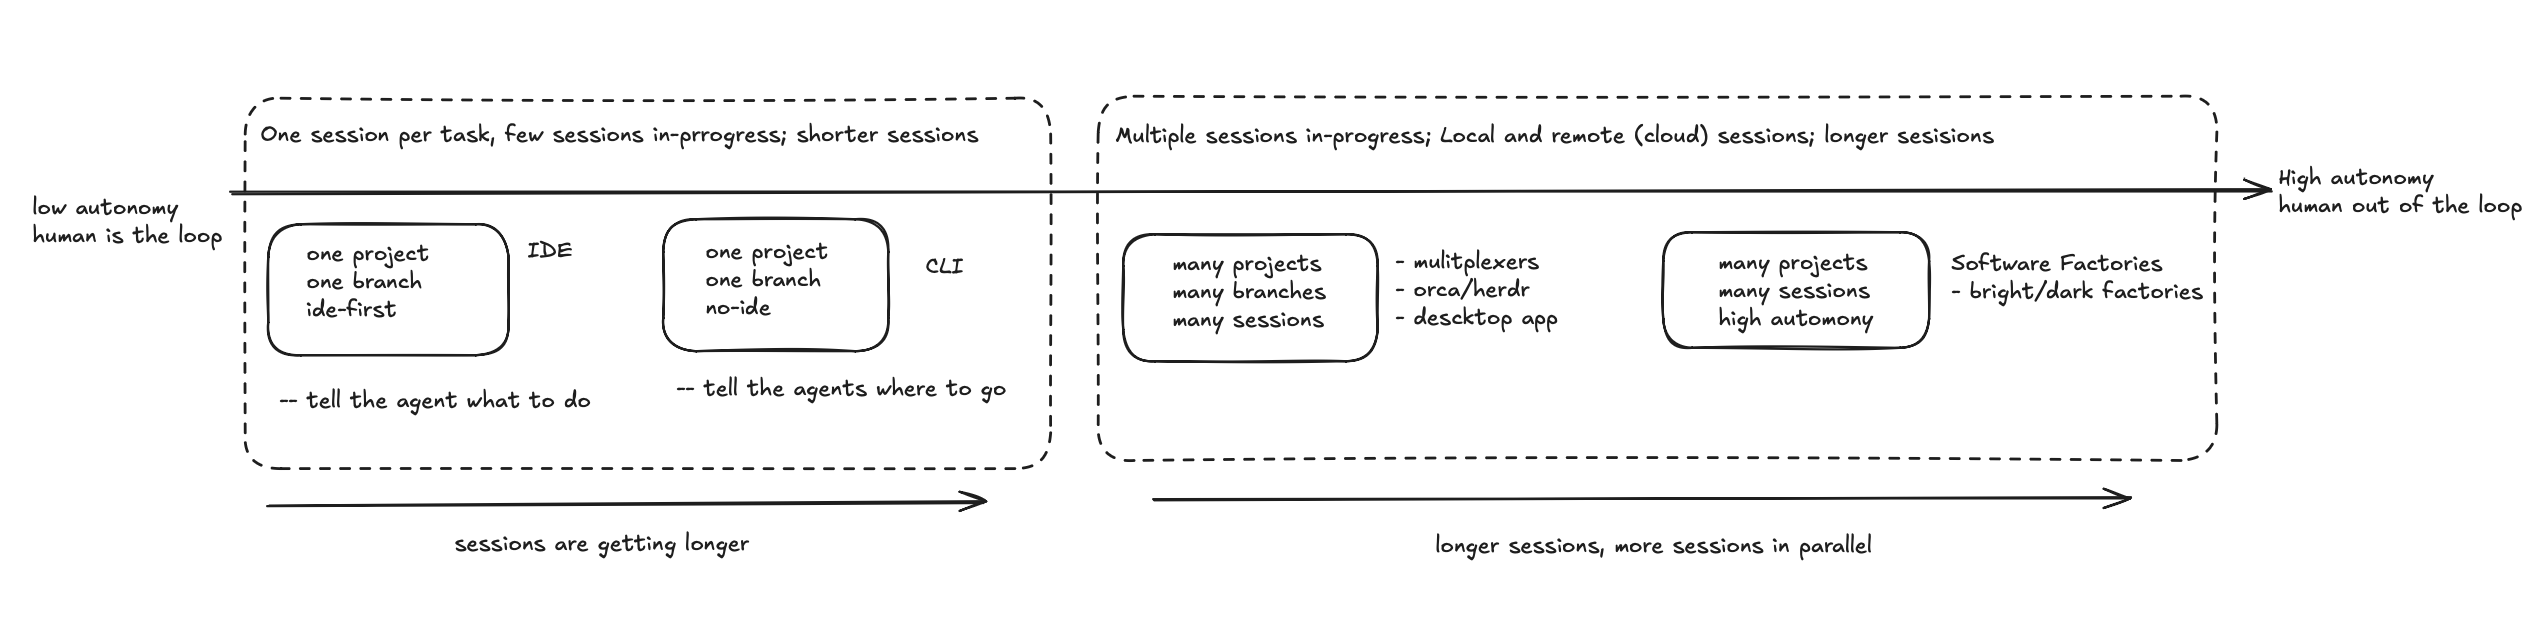 One session per task, few sessions in-prrogress; shorter sessions
Multiple sessions in-progress; Local and remote (cloud) sessions; longer sesisions
low autonomy
human is the loop
High autonomy
human out of the loop
one project
one branch
ide-first
IDE
-- tell the agent what to do
one project
one branch
no-ide
CLI
-- tell the agents where to go
many projects
many branches
many sessions
- mulitplexers
- orca/herdr
- descktop app
many projects
many sessions
high automony
Software Factories
- bright/dark factories
sessions are getting longer
longer sessions, more sessions in parallel